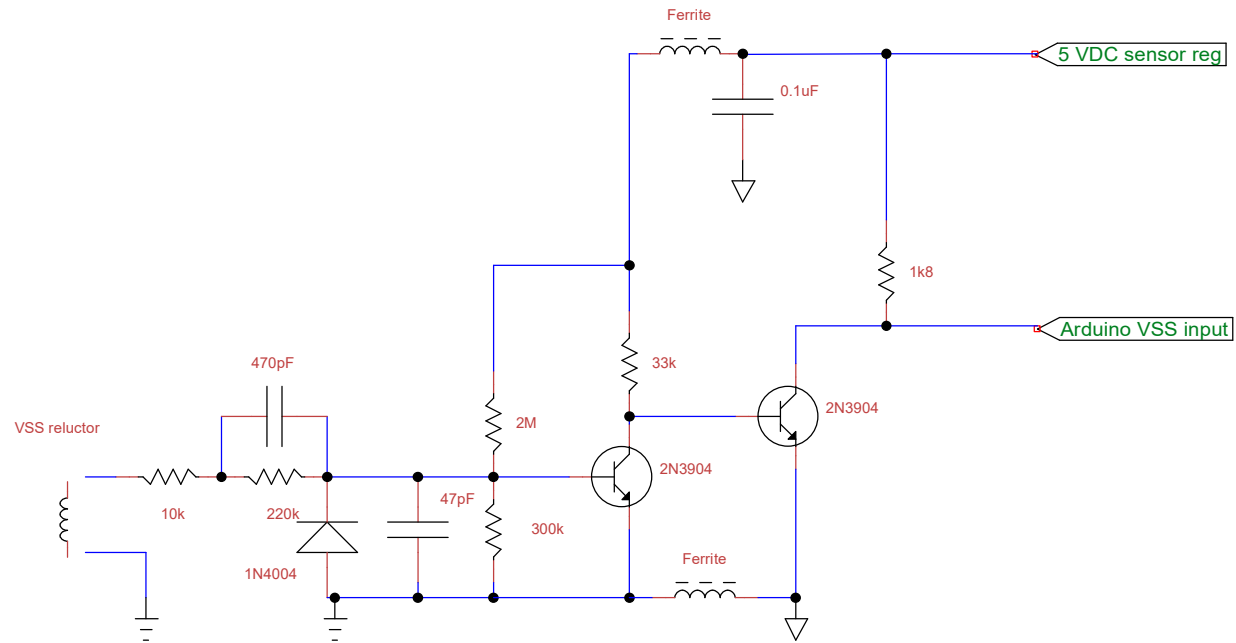 Ferrite
5 VDC sensor reg
0.1uF
1k8
Arduino VSS input
470pF
33k
2N3904
VSS reluctor
2M
2N3904
47pF
10k
220k
300k
Ferrite
1N4004